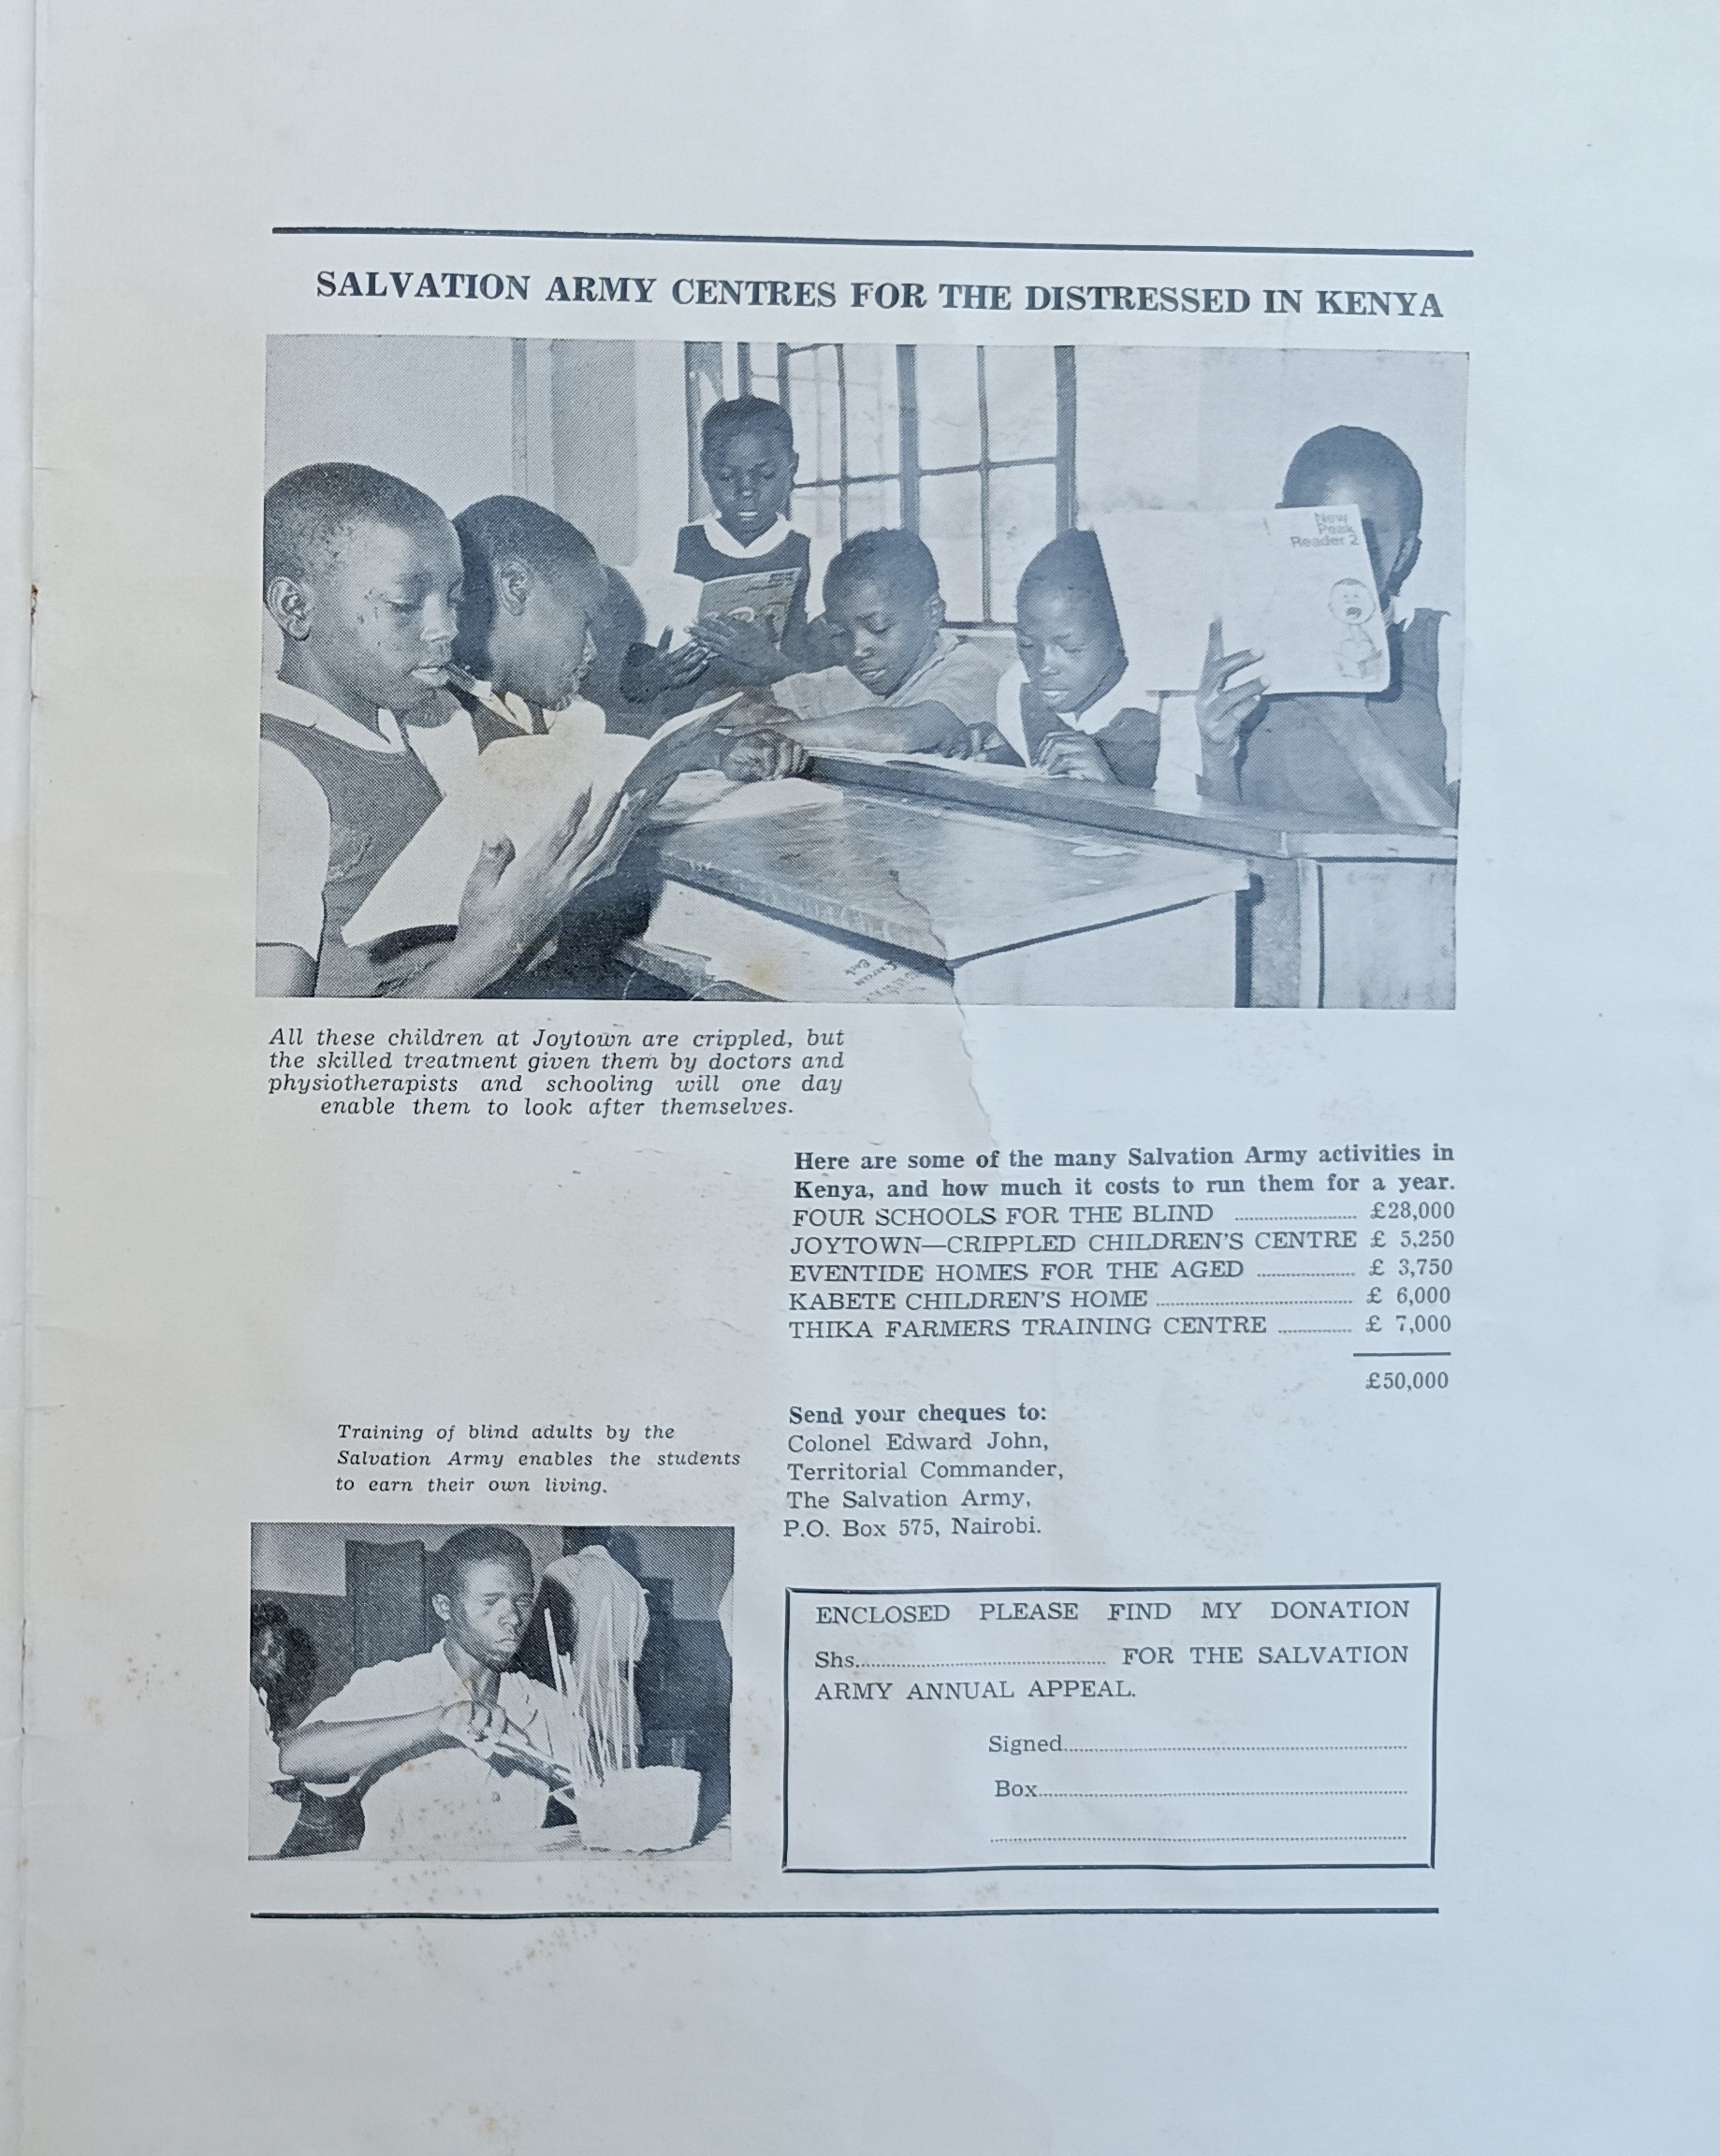 SALVATION ARMY CENTRES FOR THE DISTRESSED IN KENYA
New
Peak
Reader 2
All these children at Joytown are crippled, but
the skilled treatment given them by doctors and
physiotherapists and schooling will one day
enable them to look after themselves.
Here are some of the many Salvation Army activities in
Kenya, and how much it costs to run them for a year.
FOUR SCHOOLS FOR THE BLIND ........................ £28,000
JOYTOWN—CRIPPLED CHILDREN'S CENTRE £ 5,250
EVENTIDE HOMES FOR THE AGED .................... £ 3,750
KABETE CHILDREN'S HOME ........................................ £ 6,000
THIKA FARMERS TRAINING CENTRE ............... £ 7,000
£50,000
Send your cheques to:
Colonel Edward John,
Territorial Commander,
The Salvation Army,
P.O. Box 575, Nairobi.
Training of blind adults by the
Salvation Army enables the students
to earn their own living.
ENCLOSED PLEASE FIND MY DONATION
Shs.................................................. FOR THE SALVATION
ARMY ANNUAL APPEAL.
Signed......................................................................
Box...........................................................................